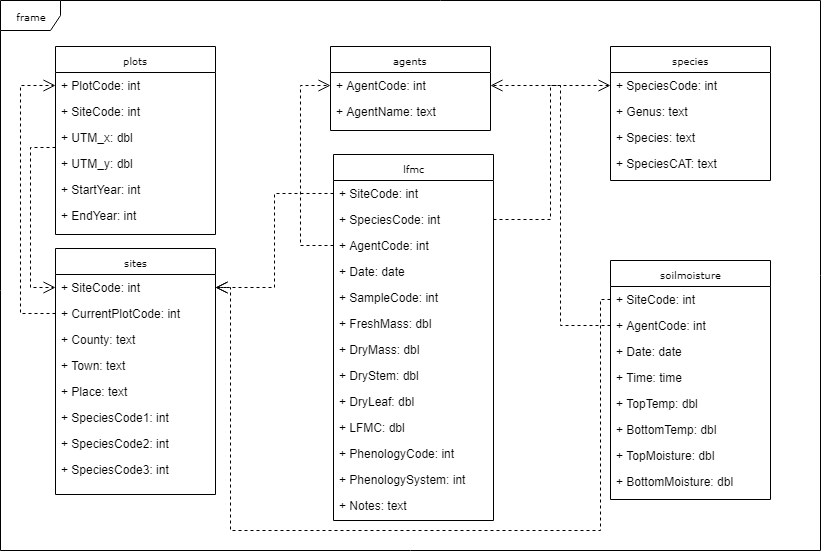 frame
plots
+ PlotCode: int
+ SiteCode: int
+ UTM_x: dbl
+ UTM_y: dbl
+ StartYear: int
+ EndYear: int
agents
+ AgentCode: int
+ AgentName: text
species
+ SpeciesCode: int
+ Genus: text
+ Species: text
+ SpeciesCAT: text
sites
+ SiteCode: int
+ CurrentPlotCode: int
+ County: text
+ Town: text
+ Place: text
+ SpeciesCode1: int
+ SpeciesCode2: int
+ SpeciesCode3: int
lfmc
+ SiteCode: int
+ SpeciesCode: int
+ AgentCode: int
+ Date: date
+ SampleCode: int
+ FreshMass: dbl
+ DryMass: dbl
+ DryStem: dbl
+ DryLeaf: dbl
+ LFMC: dbl
+ PhenologyCode: int
+ PhenologySystem: int
+ Notes: text
soilmoisture
+ SiteCode: int
+ AgentCode: int
+ Date: date
+ Time: time
+ TopTemp: dbl
+ BottomTemp: dbl
+ TopMoisture: dbl
+ BottomMoisture: dbl